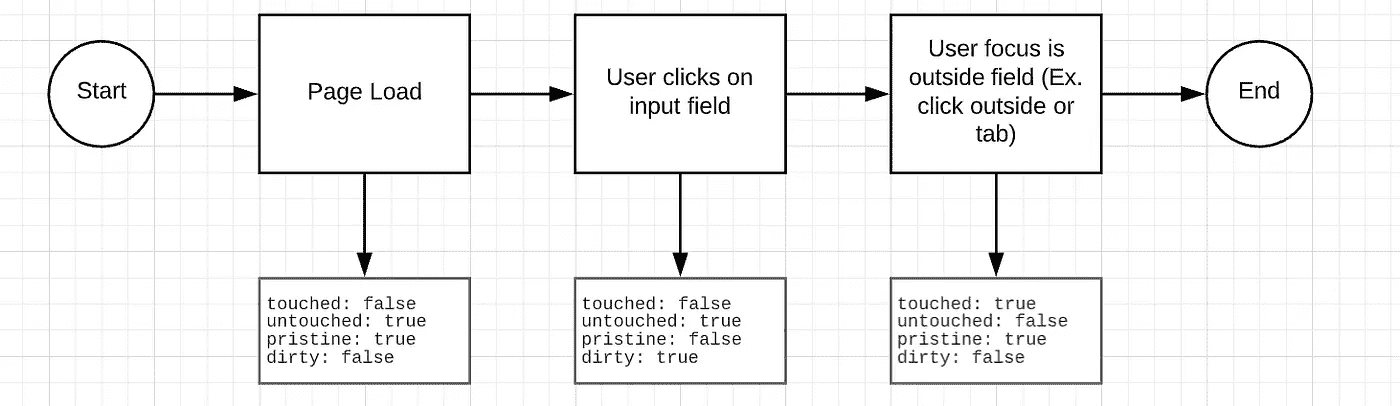 Start
Page Load
User clicks on
input field
User focus is
outside field (Ex.
click outside or
tab)
End
touched: false
untouched: true
pristine: true
dirty: false
touched: false
untouched: true
pristine: false
dirty: true
touched: true
untouched: false
pristine: true
dirty: false